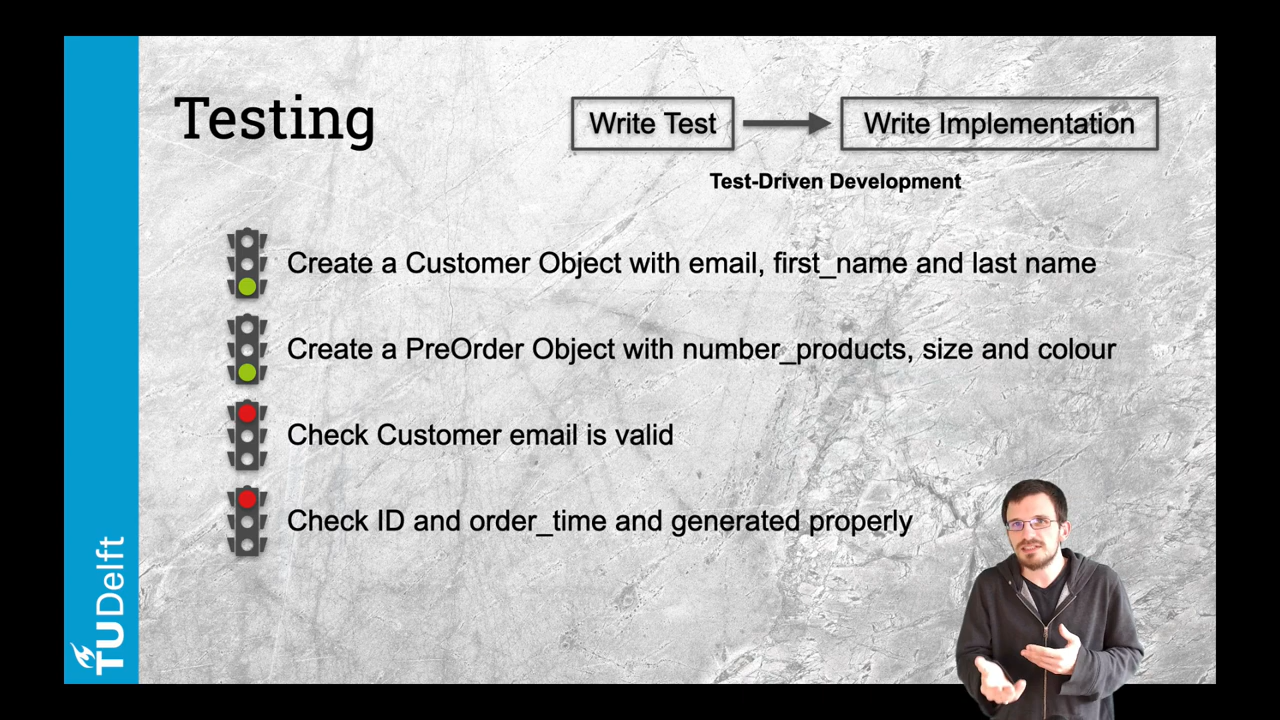 Testing
Write Test
Write Implementation
Test-Driven Development
Create a Customer Object with email, first_name and last name
Create a PreOrder Object with number_products, size and colour
Check Customer email is valid
Check ID and order_time and generated properly
TUDelft